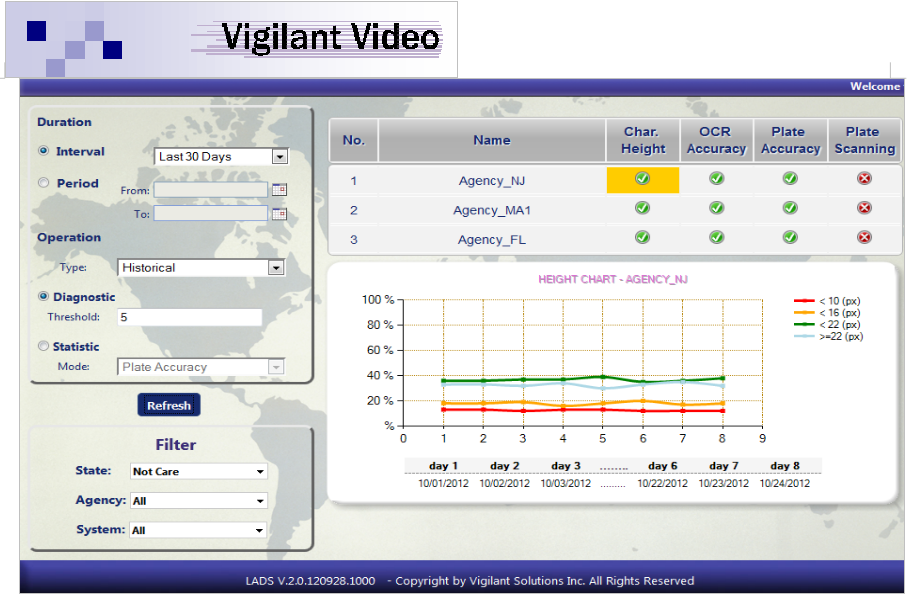 Vigilant Video
Welcome
Duration
Interval
Last 30 Days
Period
From:
To:
Operation
Type:
Historical
Diagnostic
Threshold:
5
Statistic
Mode:
Plate Accuracy
Refresh
Filter
State:
Not Care
Agency:
All
System:
All
No. Name Char. Height OCR Accuracy Plate Accuracy Plate Scanning
1 Agency_NJ
2 Agency_MA1
3 Agency_FL
HEIGHT CHART - AGENCY_NJ
100 %
80 %
60 %
40 %
20 %
%
0 1 2 3 4 5 6 7 8 9
< 10 (px)
< 16 (px)
< 22 (px)
>=22 (px)
day 1 day 2 day 3 ........ day 6 day 7 day 8
10/01/2012 10/02/2012 10/03/2012 ......... 10/22/2012 10/23/2012 10/24/2012
LADS V.2.0.120928.1000 - Copyright by Vigilant Solutions Inc. All Rights Reserved